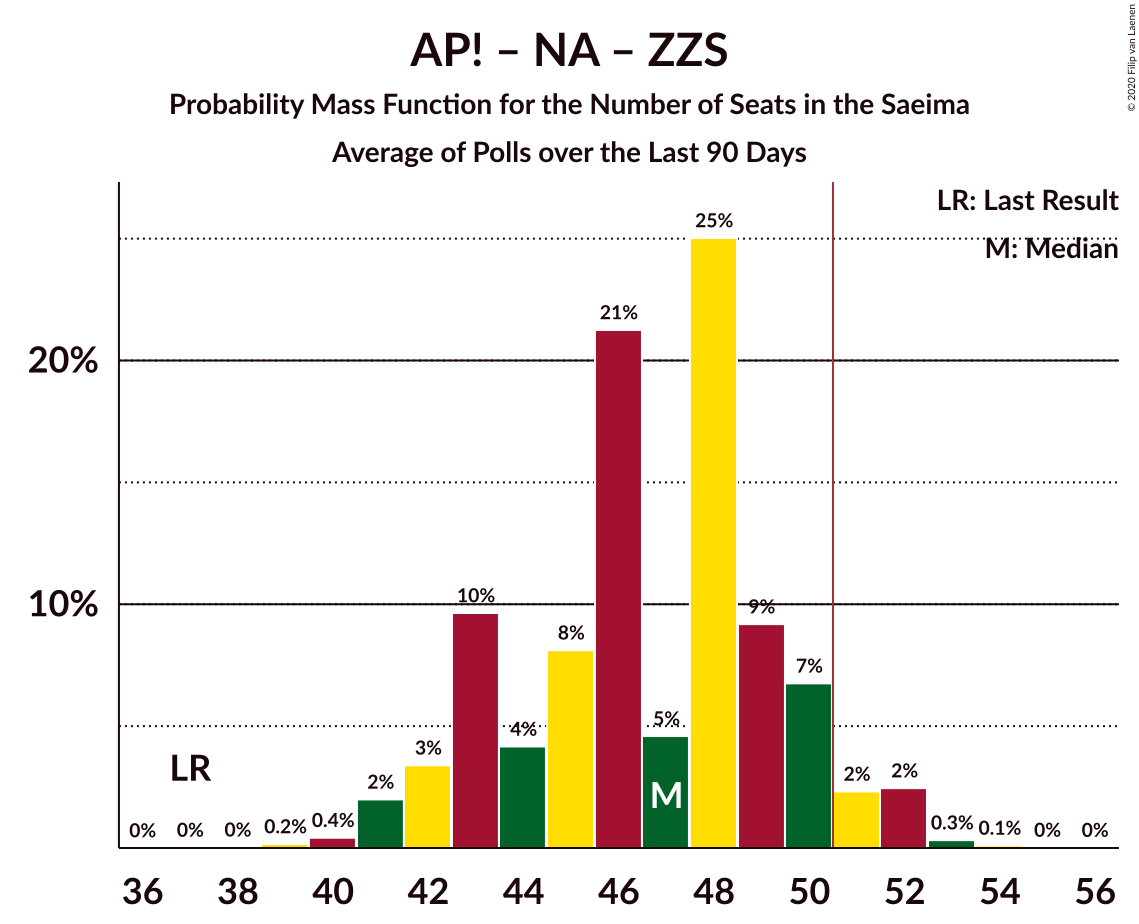 AP! – NA – ZZS
Probability Mass Function for the Number of Seats in the Saeima
Average of Polls over the Last 90 Days
© 2020 Filip van Laenen
LR: Last Result
M: Median
20%
10%
0%
0%
0%
0.2%
0.4%
2%
3%
10%
4%
8%
21%
5%
25%
9%
7%
2%
2%
0.3%
0.1%
0%
0%
LR
M
36 38 40 42 44 46 48 50 52 54 56